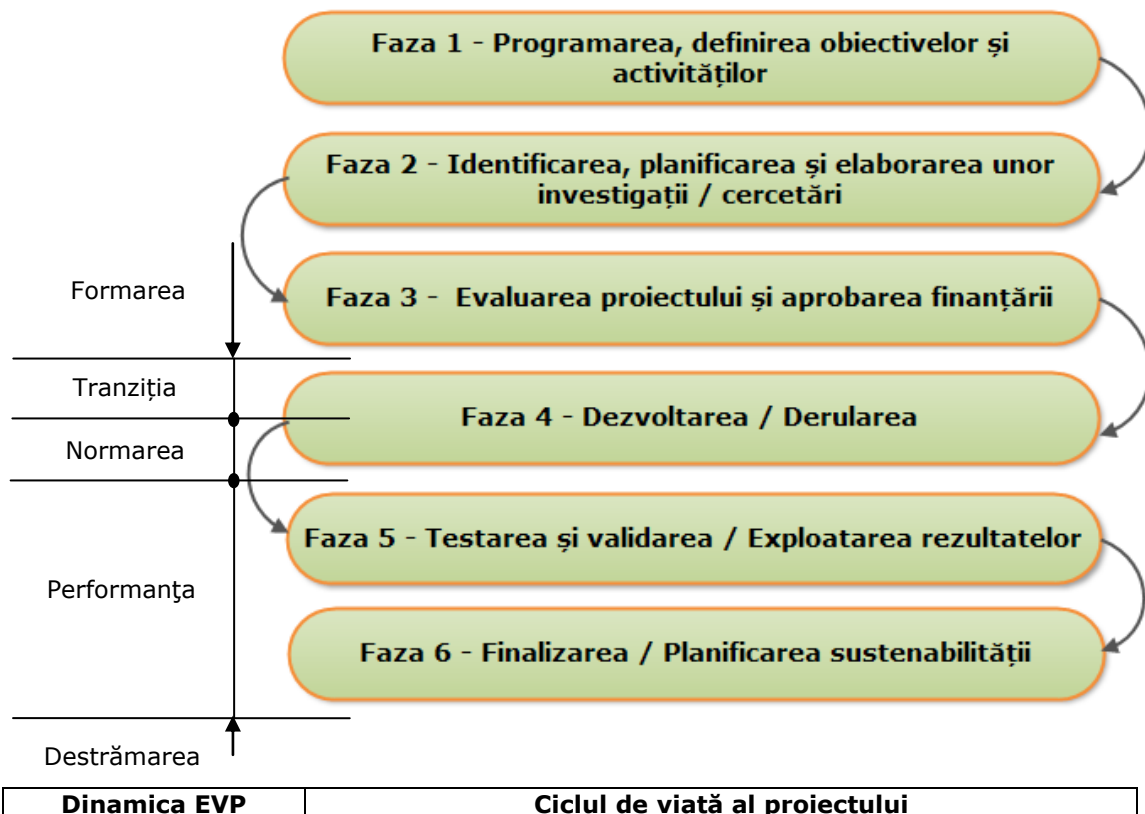 Faza 1 - Programarea, definirea obiectivelor și
activităților
Faza 2 - Identificarea, planificarea și elaborarea unor
investigații / cercetări
Formarea
Faza 3 -  Evaluarea proiectului și aprobarea finanțării
Tranziția
Faza 4 - Dezvoltarea / Derularea
Normarea
Faza 5 - Testarea și validarea / Exploatarea rezultatelor
Performanţa
Faza 6 - Finalizarea / Planificarea sustenabilității
Destrămarea
Dinamica EVP
Ciclul de viață al proiectului